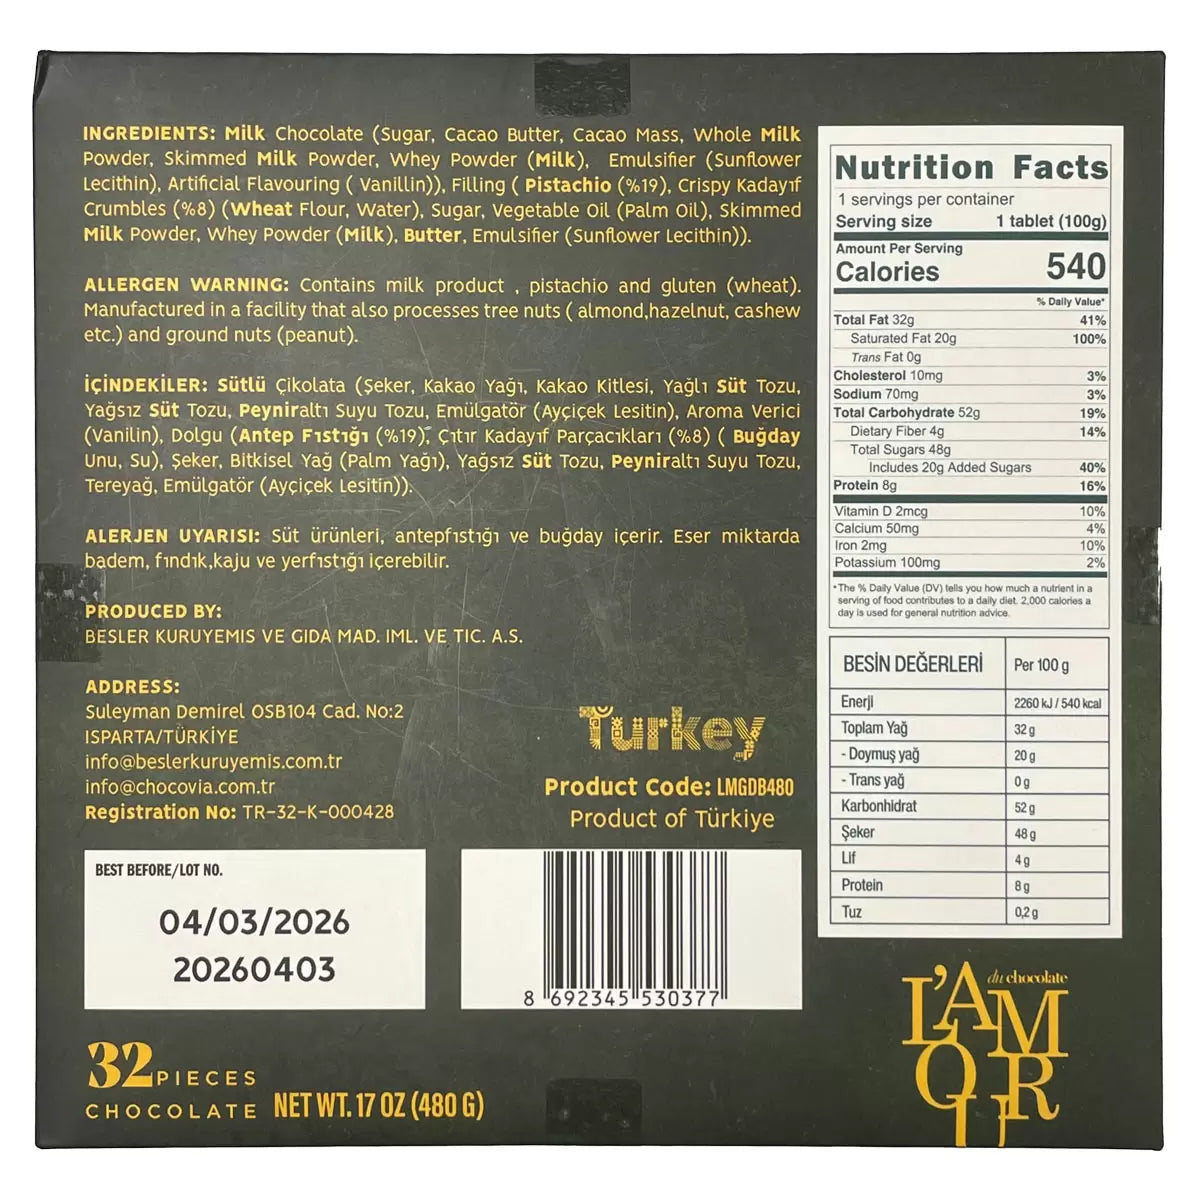 INGREDIENTS: Milk Chocolate (Sugar, Cacao Butter, Cacao Mass, Whole Milk
Powder, Skimmed Milk Powder, Whey Powder (Milk), Emulsifier (Sunflower
Lecithin), Artificial Flavouring ( Vanillin)), Filling ( Pistachio (%19), Crispy Kadayıf
Crumbles (%8) (Wheat Flour, Water), Sugar, Vegetable Oil (Palm Oil), Skimmed
Milk Powder, Whey Powder (Milk), Butter, Emulsifier (Sunflower Lecithin)).
ALLERGEN WARNING: Contains milk product , pistachio and gluten (wheat).
Manufactured in a facility that also processes tree nuts ( almond,hazelnut, cashew
etc.) and ground nuts (peanut).
İÇİNDEKİLER: Sütlü Çikolata (Şeker, Kakao Yağı, Kakao Kitlesi, Yağlı Süt Tozu,
Yağsız Süt Tozu, Peyniraltı Suyu Tozu, Emülgatör (Ayçiçek Lesitin), Aroma Verici
(Vanilin), Dolgu (Antep Fıstığı (%19), Çıtır Kadayıf Parçacıkları (%8) ( Buğday
Unu, Su), Şeker, Bitkisel Yağ (Palm Yağı), Yağsız Süt Tozu, Peyniraltı Suyu Tozu,
Tereyağ, Emülgatör (Ayçiçek Lesitin)).
ALERJEN UYARISI: Süt ürünleri, antepfıstığı ve buğday içerir. Eser miktarda
badem, fındık,kaju ve yerfıstığı içerebilir.
PRODUCED BY:
BESLER KURUYEMIS VE GIDA MAD. IML. VE TIC. A.S.
ADDRESS:
Suleyman Demirel OSB104 Cad. No:2
ISPARTA/TÜRKİYE
info@beslerkuruyemis.com.tr
info@chocovia.com.tr
Registration No: TR-32-K-000428
Turkey
Product Code: LMGDB480
Product of Türkiye
BEST BEFORE/LOT NO.
04/03/2026
20260403
8 692345 530377
32 PIECES
CHOCOLATE NET WT. 17 OZ (480 G)
Nutrition Facts
1 servings per container
Serving size 1 tablet (100g)
Amount Per Serving
Calories 540
% Daily Value*
Total Fat 32g 41%
Saturated Fat 20g 100%
Trans Fat 0g
Cholesterol 10mg 3%
Sodium 70mg 3%
Total Carbohydrate 52g 19%
Dietary Fiber 4g 14%
Total Sugars 48g
Includes 20g Added Sugars 40%
Protein 8g 16%
Vitamin D 2mcg 10%
Calcium 50mg 4%
Iron 2mg 10%
Potassium 100mg 2%
*The % Daily Value (DV) tells you how much a nutrient in a
serving of food contributes to a daily diet. 2,000 calories a
day is used for general nutrition advice.
BESİN DEĞERLERİ Per 100 g
Enerji 2260 kJ / 540 kcal
Toplam Yağ 32 g
- Doymuş yağ 20 g
- Trans yağ 0 g
Karbonhidrat 52 g
Şeker 48 g
Lif 4 g
Protein 8 g
Tuz 0,2 g
du chocolate
L'AMOUR